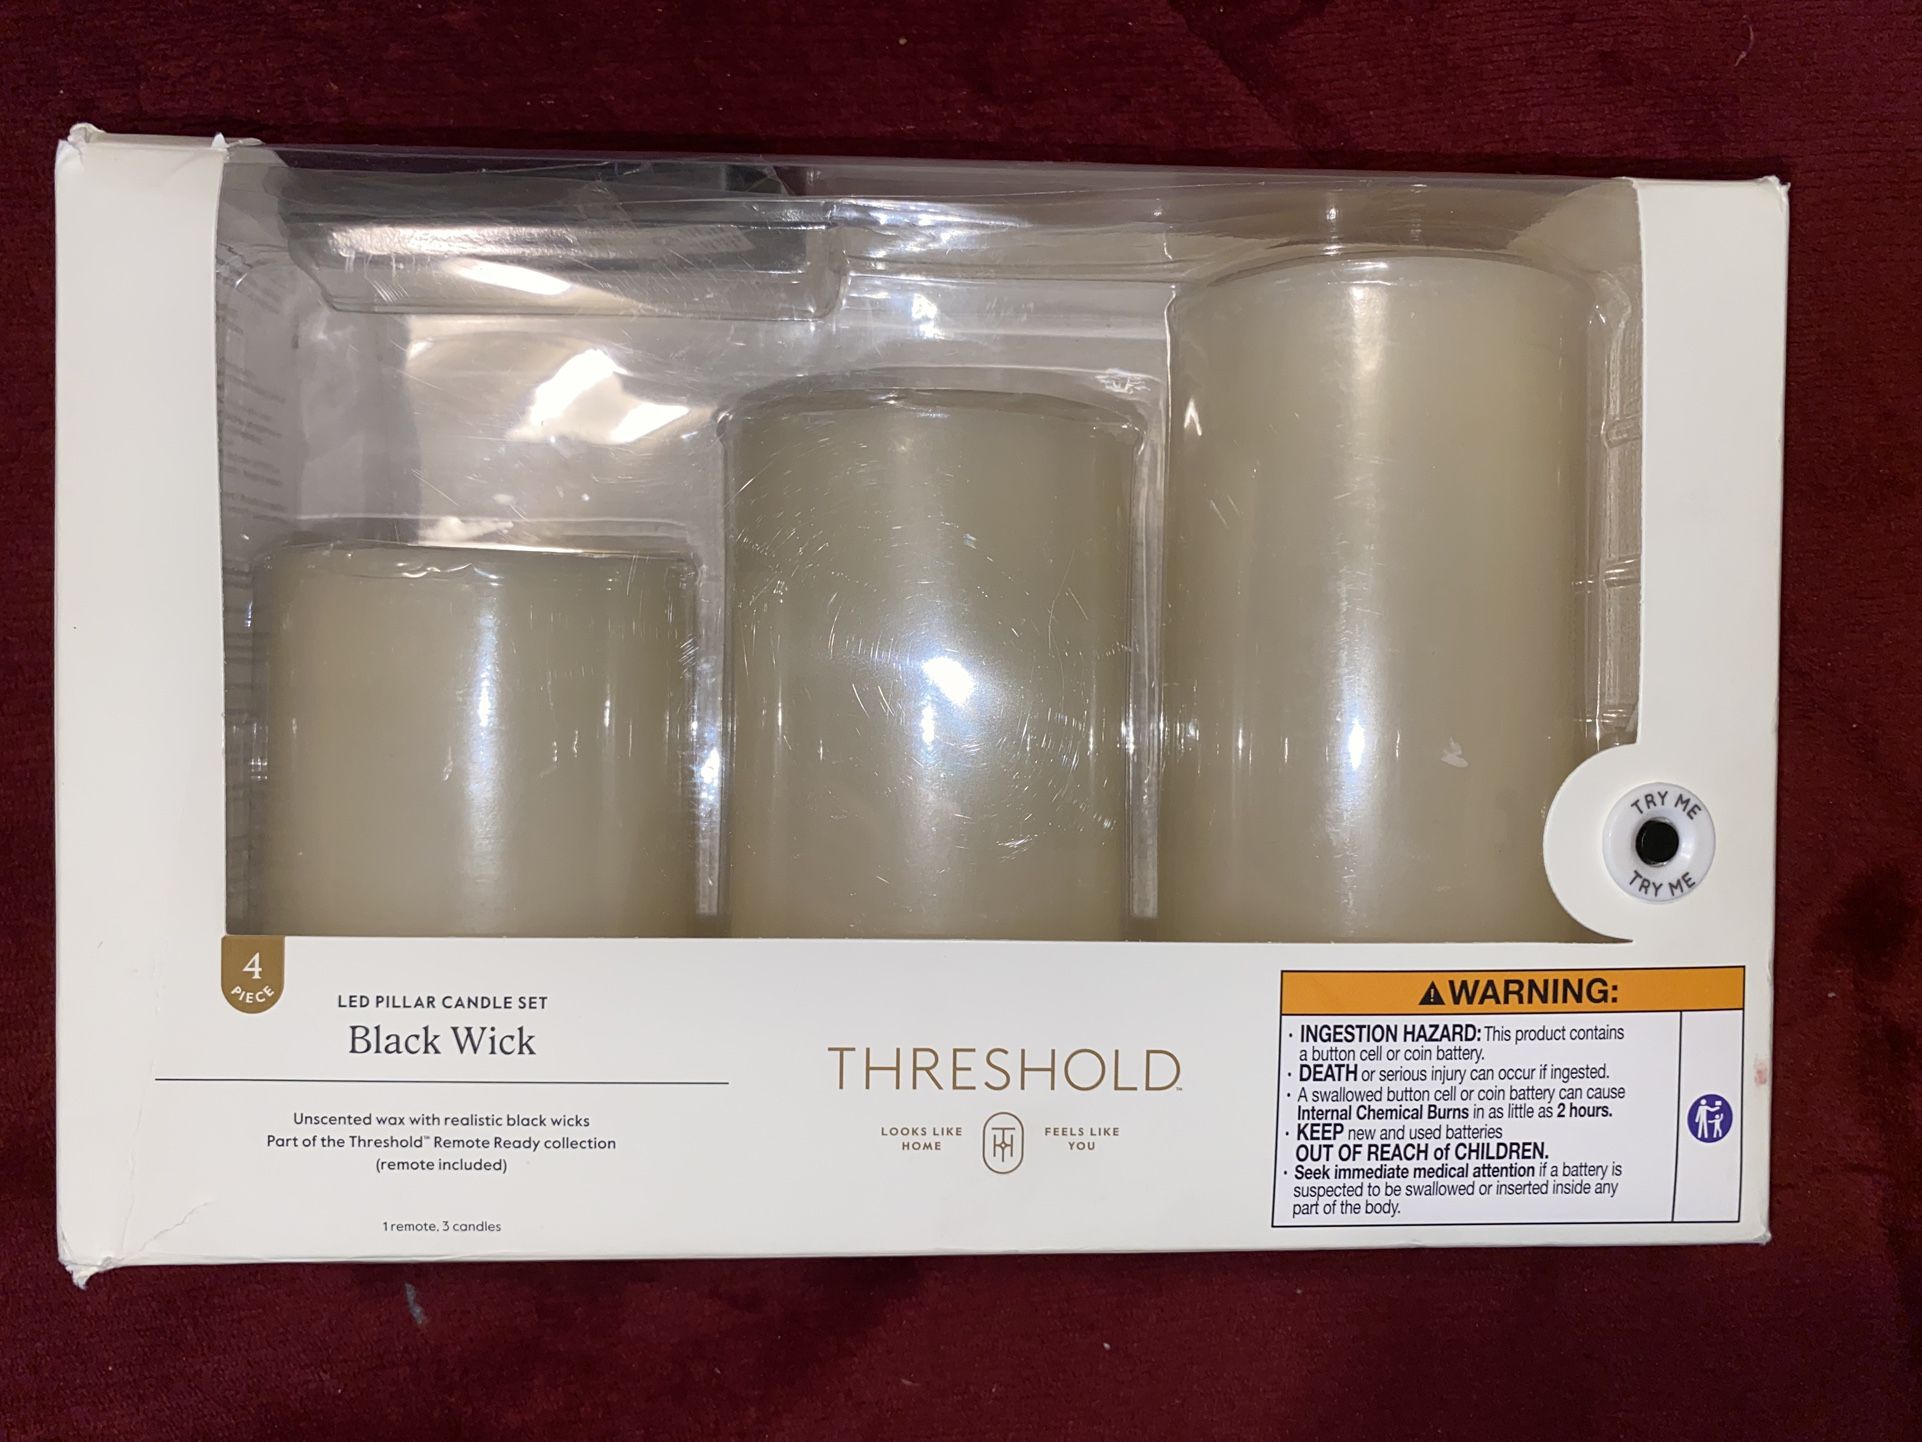 TRY ME
TRY ME
4
PIECE
LED PILLAR CANDLE SET
Black Wick
Unscented wax with realistic black wicks
Part of the Threshold™ Remote Ready collection
(remote included)
1 remote, 3 candles
THRESHOLD™
LOOKS LIKE
HOME
FEELS LIKE
YOU
⚠WARNING:
· INGESTION HAZARD: This product contains
a button cell or coin battery.
· DEATH or serious injury can occur if ingested.
· A swallowed button cell or coin battery can cause
Internal Chemical Burns in as little as 2 hours.
· KEEP new and used batteries
OUT OF REACH of CHILDREN.
· Seek immediate medical attention if a battery is
suspected to be swallowed or inserted inside any
part of the body.